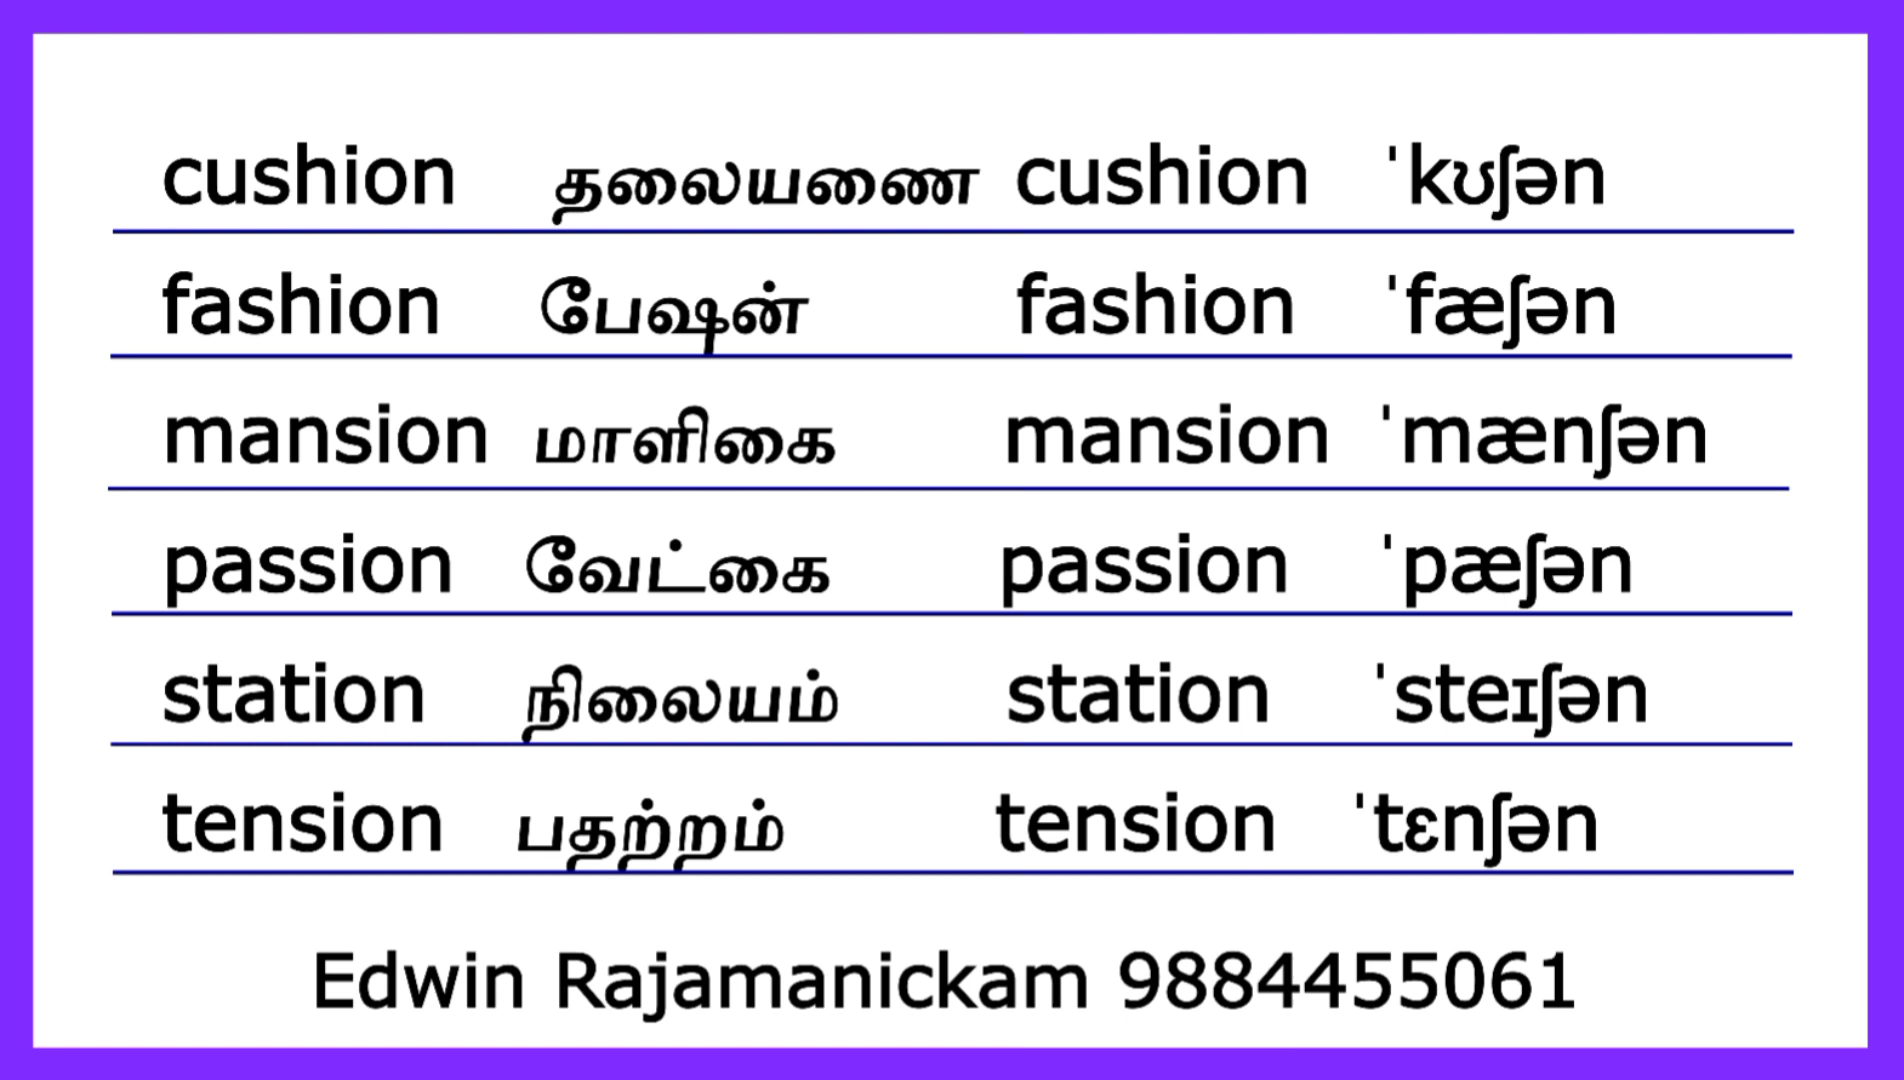 cushion தலையணை cushion ˈkʊʃən
fashion பேஷன் fashion ˈfæʃən
mansion மாளிகை mansion ˈmænʃən
passion வேட்கை passion ˈpæʃən
station நிலையம் station ˈsteɪʃən
tension பதற்றம் tension ˈtɛnʃən
Edwin Rajamanickam 9884455061